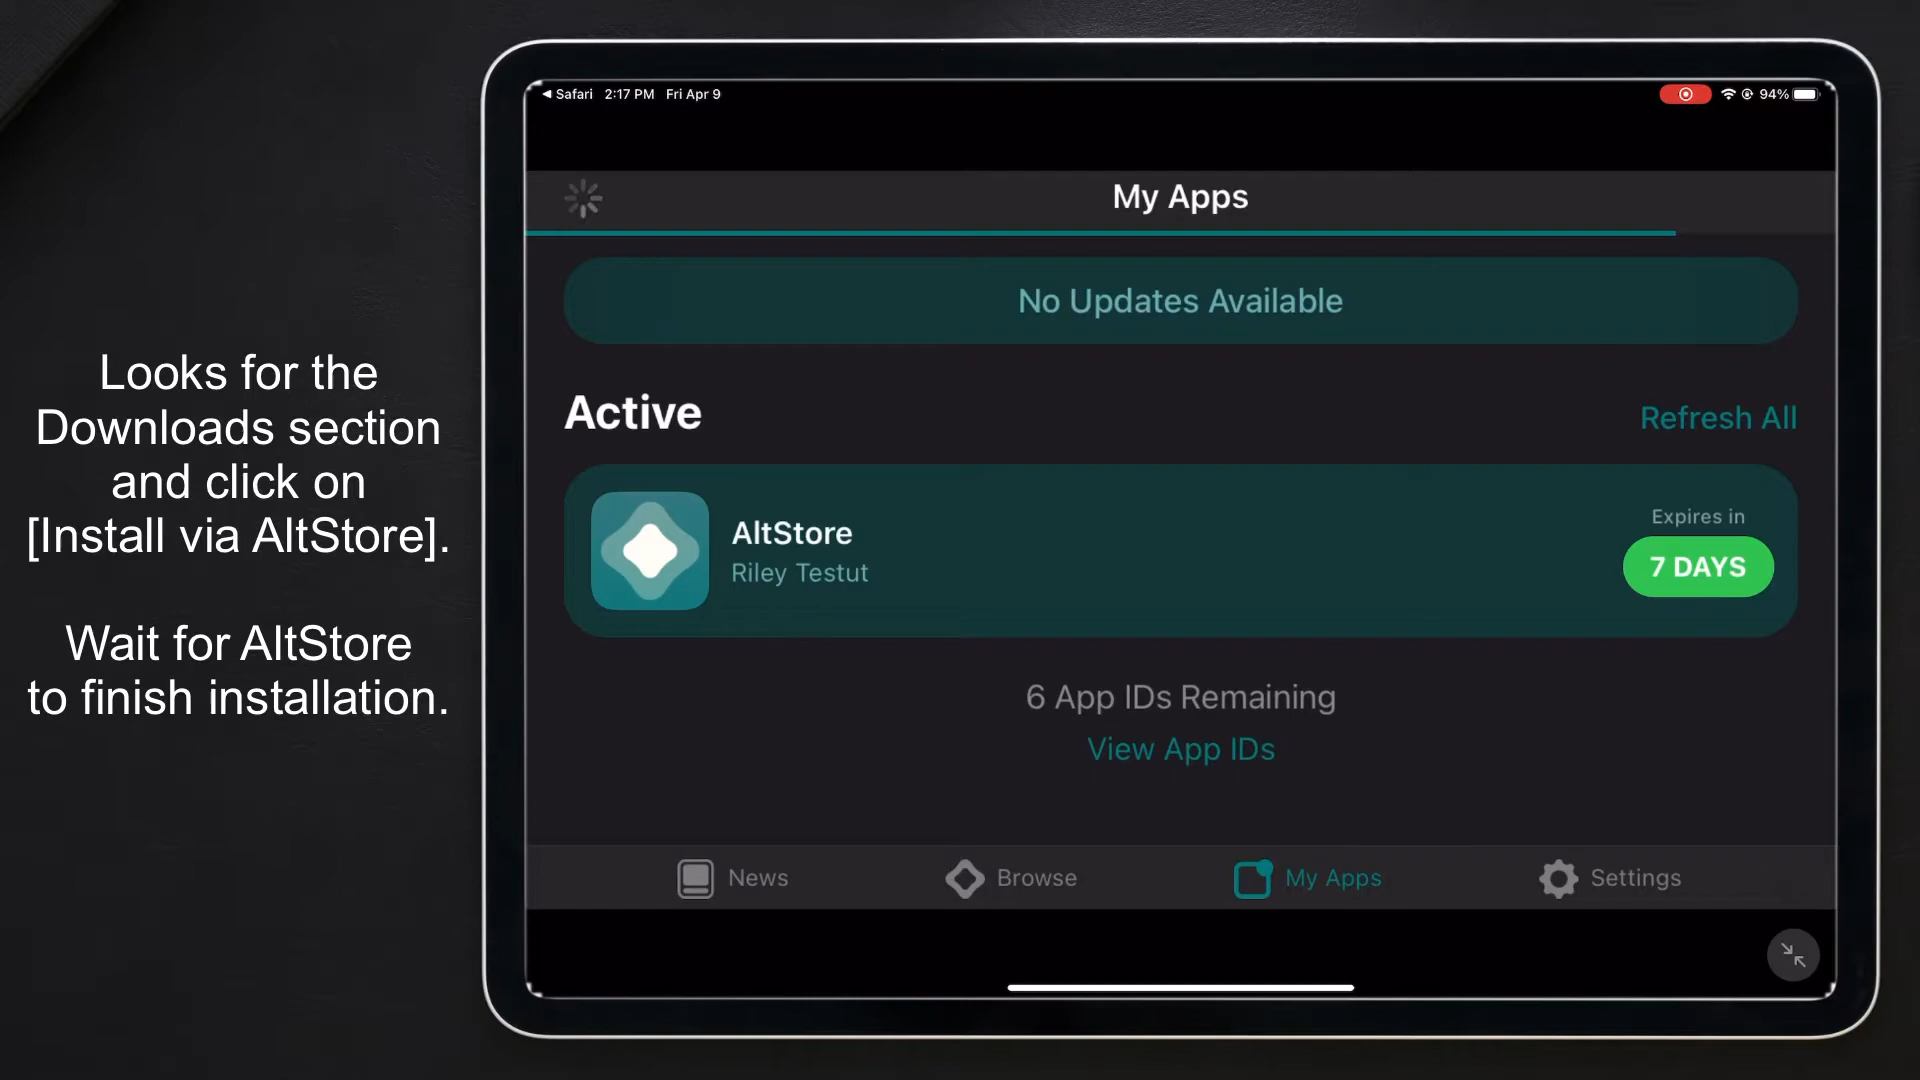 Looks for the
Downloads section
and click on
[Install via AltStore].
Wait for AltStore
to finish installation.
Safari 2:17 PM Fri Apr 9
94%
My Apps
No Updates Available
Active
Refresh All
AltStore
Riley Testut
Expires in
7 DAYS
6 App IDs Remaining
View App IDs
News
Browse
My Apps
Settings